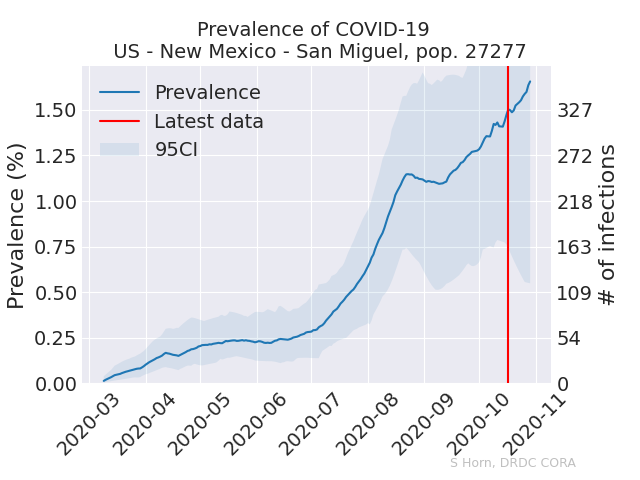 Prevalence of COVID-19
US - New Mexico - San Miguel, pop. 27277
Prevalence
Latest data
95CI
Prevalence (%)
1.50
1.25
1.00
0.75
0.50
0.25
0.00
327
272
218
163
109
54
0
# of infections
2020-03
2020-04
2020-05
2020-06
2020-07
2020-08
2020-09
2020-10
2020-11
S Horn, DRDC CORA